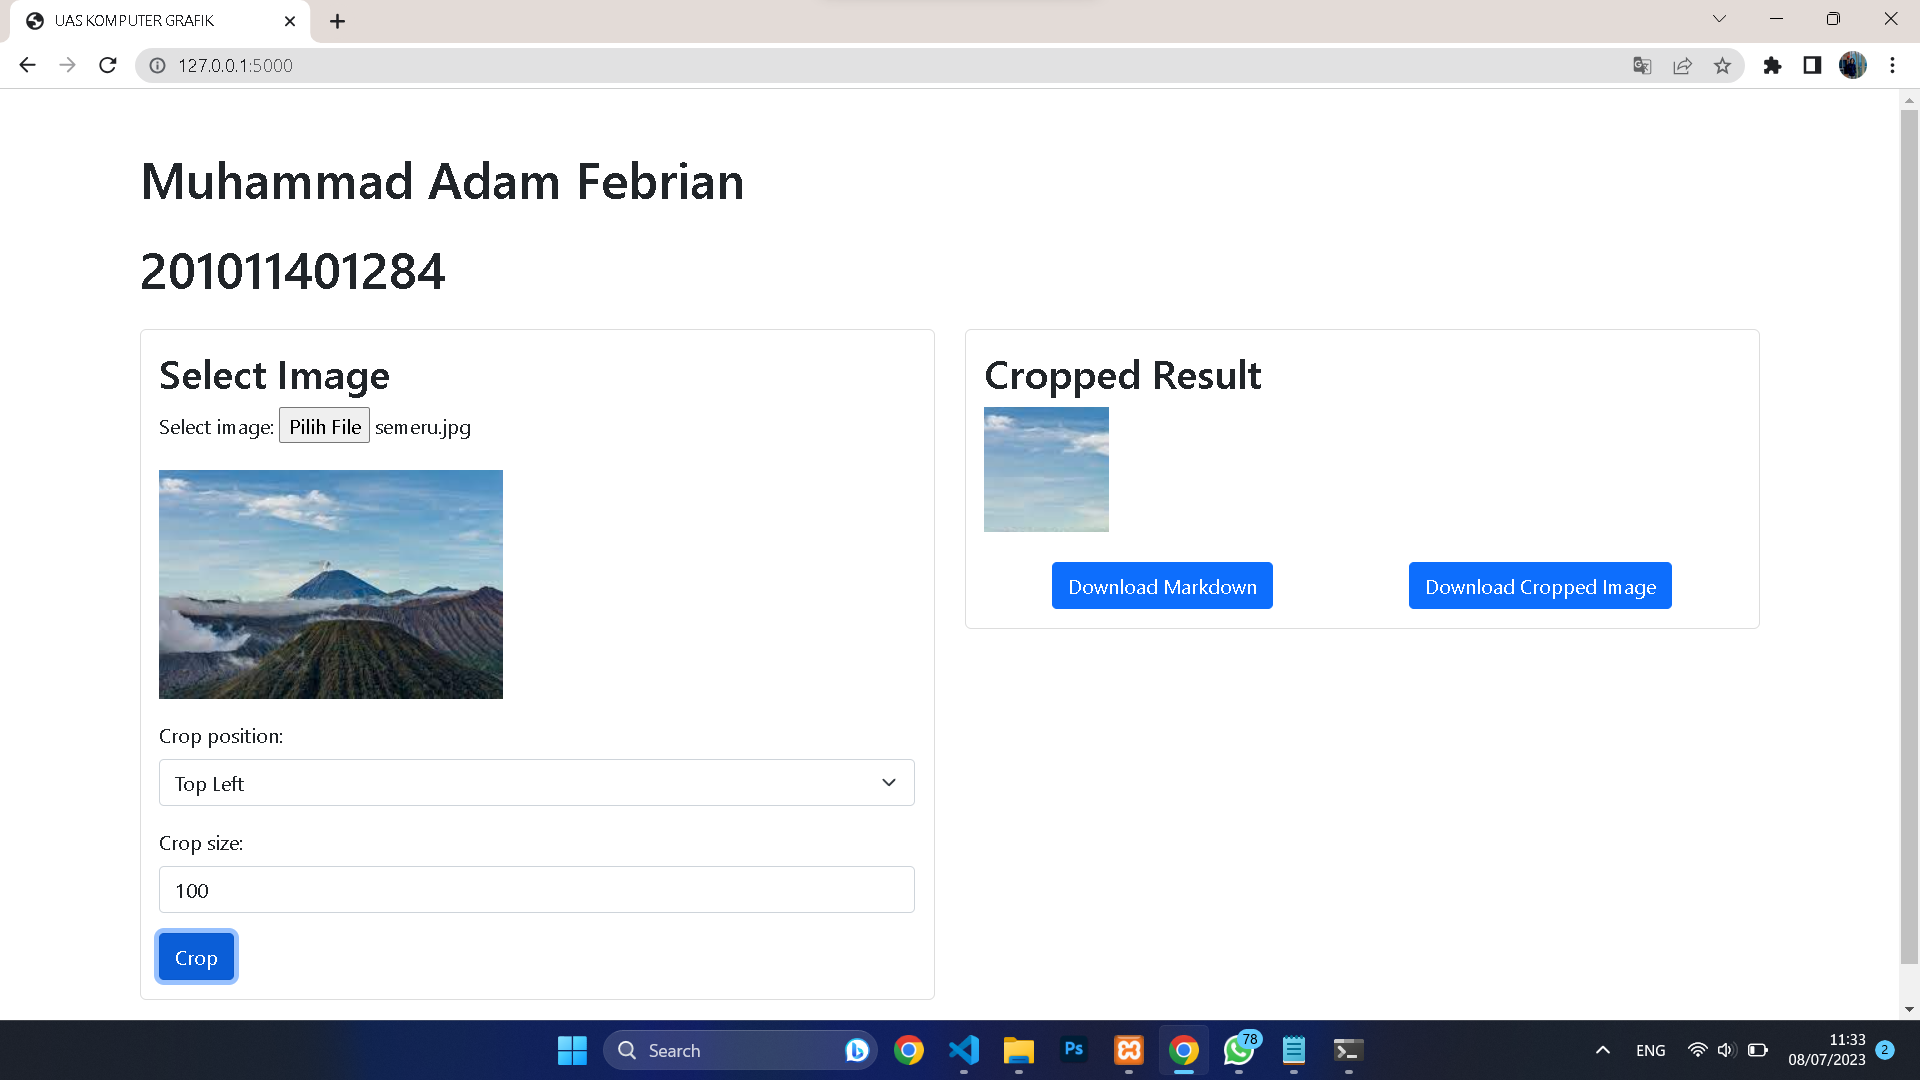 UAS KOMPUTER GRAFIK
127.0.0.1:5000
Muhammad Adam Febrian
201011401284
Select Image
Select image: Pilih File semeru.jpg
Crop position:
Top Left
Crop size:
100
Crop
Cropped Result
Download Markdown Download Cropped Image
Search
Ps
78
ENG
11:33
08/07/2023
2